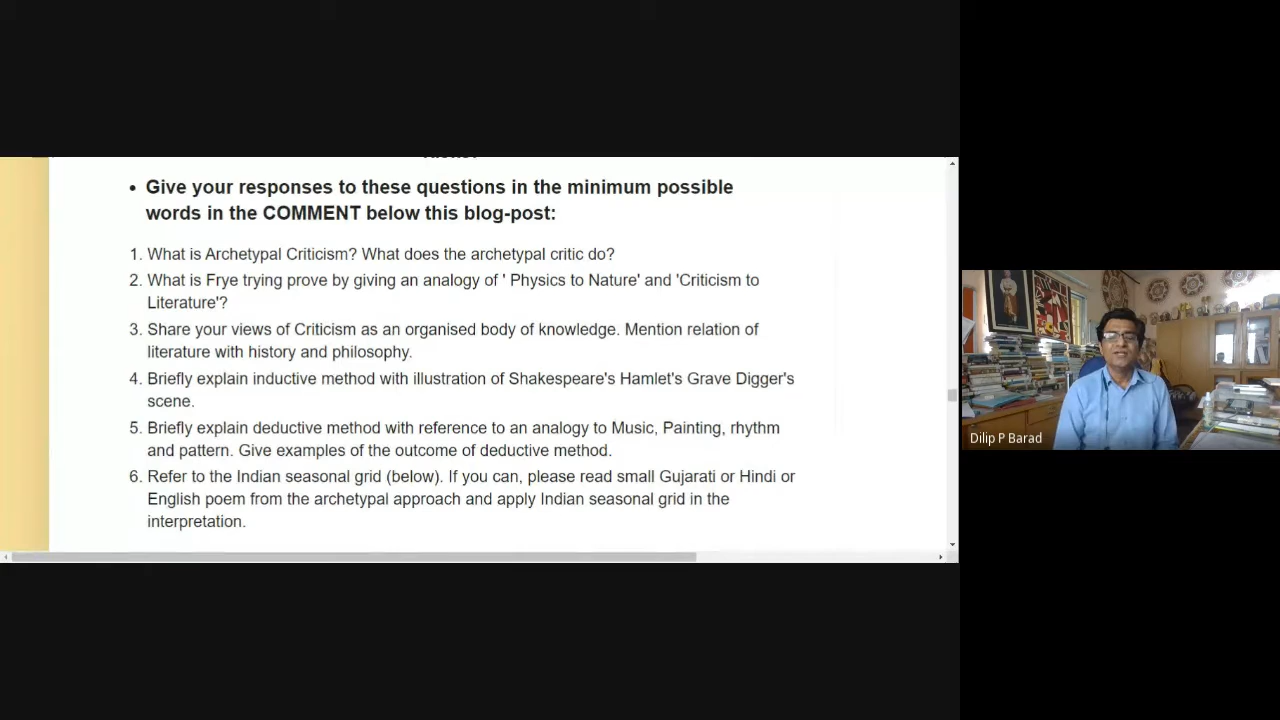 • Give your responses to these questions in the minimum possible
words in the COMMENT below this blog-post:
1. What is Archetypal Criticism? What does the archetypal critic do?
2. What is Frye trying prove by giving an analogy of ' Physics to Nature' and 'Criticism to
Literature'?
3. Share your views of Criticism as an organised body of knowledge. Mention relation of
literature with history and philosophy.
4. Briefly explain inductive method with illustration of Shakespeare's Hamlet's Grave Digger's
scene.
5. Briefly explain deductive method with reference to an analogy to Music, Painting, rhythm
and pattern. Give examples of the outcome of deductive method.
6. Refer to the Indian seasonal grid (below). If you can, please read small Gujarati or Hindi or
English poem from the archetypal approach and apply Indian seasonal grid in the
interpretation.
Dilip P Barad